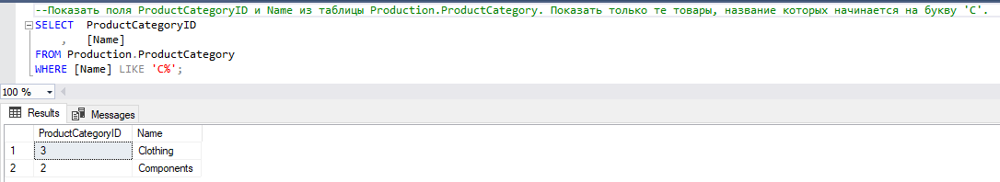 --Показать поля ProductCategoryID и Name из таблицы Production.ProductCategory. Показать только те товары, название которых начинается на букву 'C'.
SELECT ProductCategoryID
, [Name]
FROM Production.ProductCategory
WHERE [Name] LIKE 'C%';
100 %
Results Messages
ProductCategoryID Name
1 3 Clothing
2 2 Components